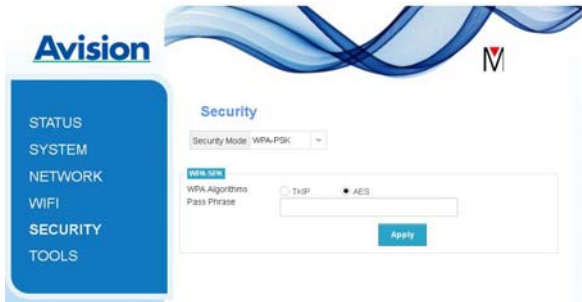 Avision
M
STATUS
SYSTEM
NETWORK
WIFI
SECURITY
TOOLS
Security
Security Mode WPA-PSK
WPA-SPK
WPA Algorithms TKIP AES
Pass Phrase
Apply